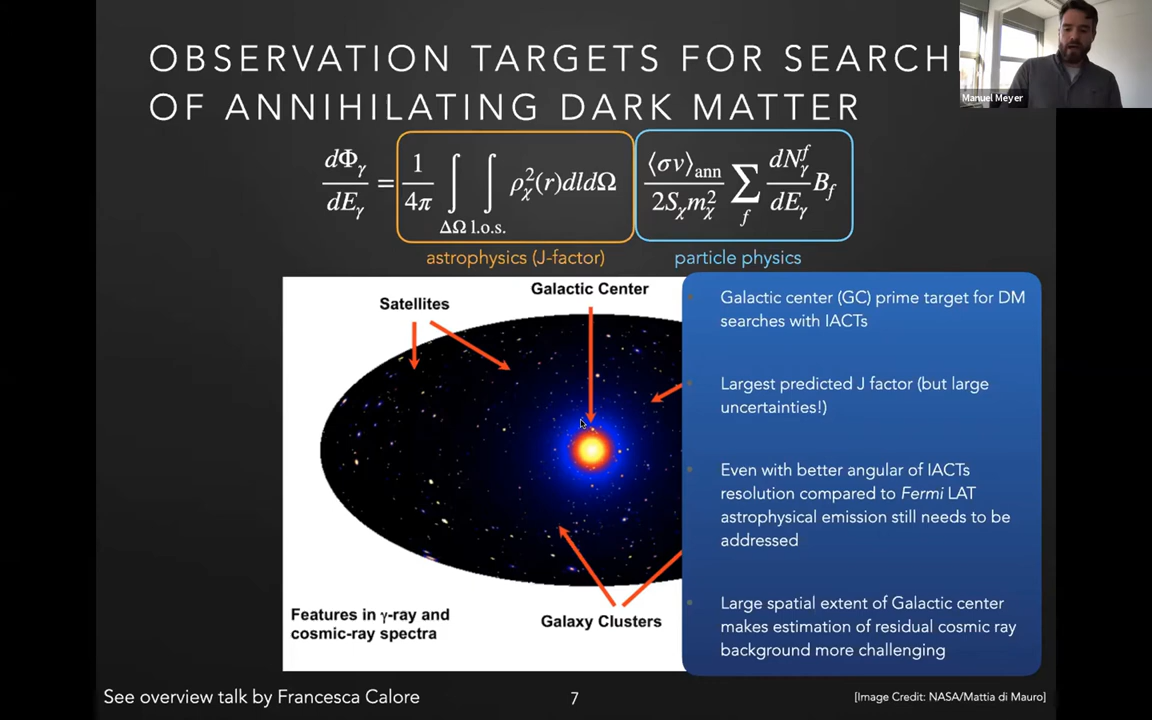 OBSERVATION TARGETS FOR SEARCH
OF ANNIHILATING DARK MATTER
Manuel Meyer
dΦγ/dEγ = 1/4π ∫ΔΩ ∫l.o.s. ρχ²(r)dldΩ ⟨σv⟩ann/2Sχmχ² ∑f dNγᶠ/dEγ Bf
astrophysics (J-factor)
particle physics
Satellites
Galactic Center
Galaxy Clusters
Features in γ-ray and
cosmic-ray spectra
Galactic center (GC) prime target for DM
searches with IACTs
Largest predicted J factor (but large
uncertainties!)
Even with better angular of IACTs
resolution compared to Fermi LAT
astrophysical emission still needs to be
addressed
Large spatial extent of Galactic center
makes estimation of residual cosmic ray
background more challenging
See overview talk by Francesca Calore
7
[Image Credit: NASA/Mattia di Mauro]